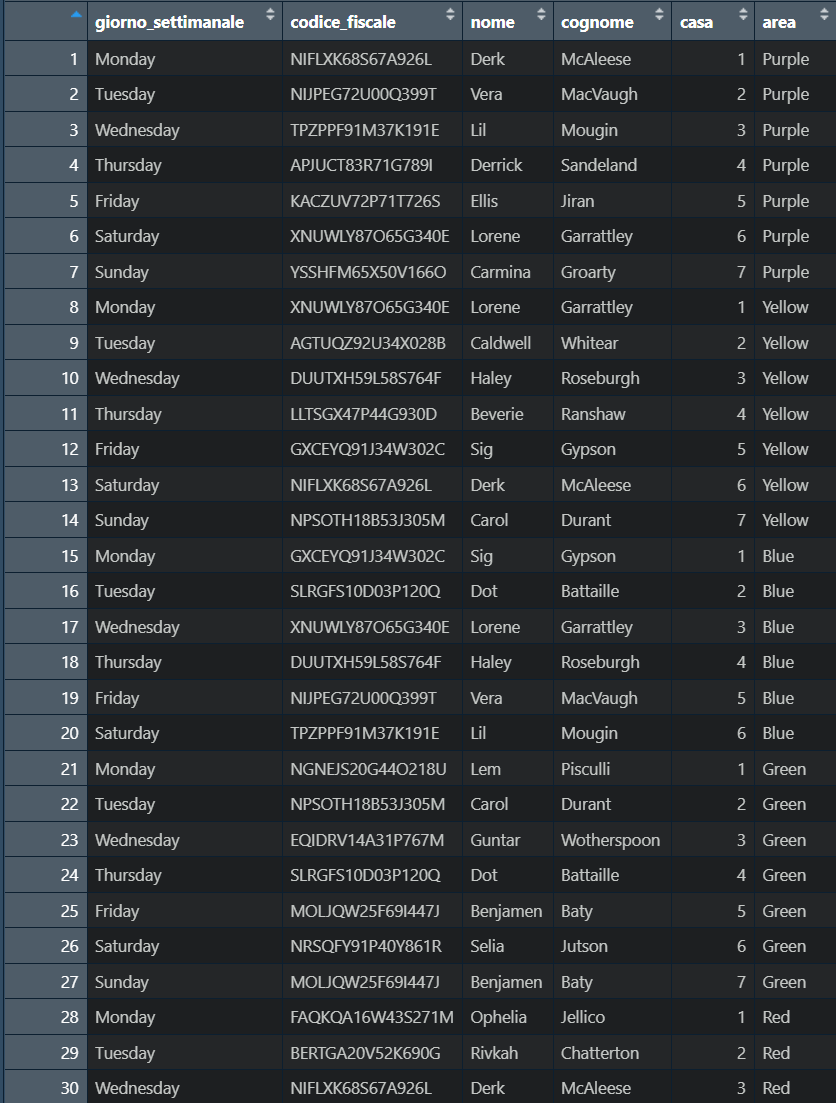 giorno_settimanale codice_fiscale nome cognome casa area
1 Monday NIFLXK68S67A926L Derk McAleese 1 Purple
2 Tuesday NIJPEG72U00Q399T Vera MacVaugh 2 Purple
3 Wednesday TPZPPF91M37K191E Lil Mougin 3 Purple
4 Thursday APJUCT83R71G789I Derrick Sandeland 4 Purple
5 Friday KACZUV72P71T726S Ellis Jiran 5 Purple
6 Saturday XNUWLY87O65G340E Lorene Garrattley 6 Purple
7 Sunday YSSHFM65X50V166O Carmina Groarty 7 Purple
8 Monday XNUWLY87O65G340E Lorene Garrattley 1 Yellow
9 Tuesday AGTUQZ92U34X028B Caldwell Whitear 2 Yellow
10 Wednesday DUUTXH59L58S764F Haley Roseburgh 3 Yellow
11 Thursday LLTSGX47P44G930D Beverie Ranshaw 4 Yellow
12 Friday GXCEYQ91J34W302C Sig Gypson 5 Yellow
13 Saturday NIFLXK68S67A926L Derk McAleese 6 Yellow
14 Sunday NPSOTH18B53J305M Carol Durant 7 Yellow
15 Monday GXCEYQ91J34W302C Sig Gypson 1 Blue
16 Tuesday SLRGFS10D03P120Q Dot Battaille 2 Blue
17 Wednesday XNUWLY87O65G340E Lorene Garrattley 3 Blue
18 Thursday DUUTXH59L58S764F Haley Roseburgh 4 Blue
19 Friday NIJPEG72U00Q399T Vera MacVaugh 5 Blue
20 Saturday TPZPPF91M37K191E Lil Mougin 6 Blue
21 Monday NGNEJS20G44O218U Lem Pisculli 1 Green
22 Tuesday NPSOTH18B53J305M Carol Durant 2 Green
23 Wednesday EQIDRV14A31P767M Guntar Wotherspoon 3 Green
24 Thursday SLRGFS10D03P120Q Dot Battaille 4 Green
25 Friday MOLJQW25F69I447J Benjamen Baty 5 Green
26 Saturday NRSQFY91P40Y861R Selia Jutson 6 Green
27 Sunday MOLJQW25F69I447J Benjamen Baty 7 Green
28 Monday FAQKQA16W43S271M Ophelia Jellico 1 Red
29 Tuesday BERTGA20V52K690G Rivkah Chatterton 2 Red
30 Wednesday NIFLXK68S67A926L Derk McAleese 3 Red